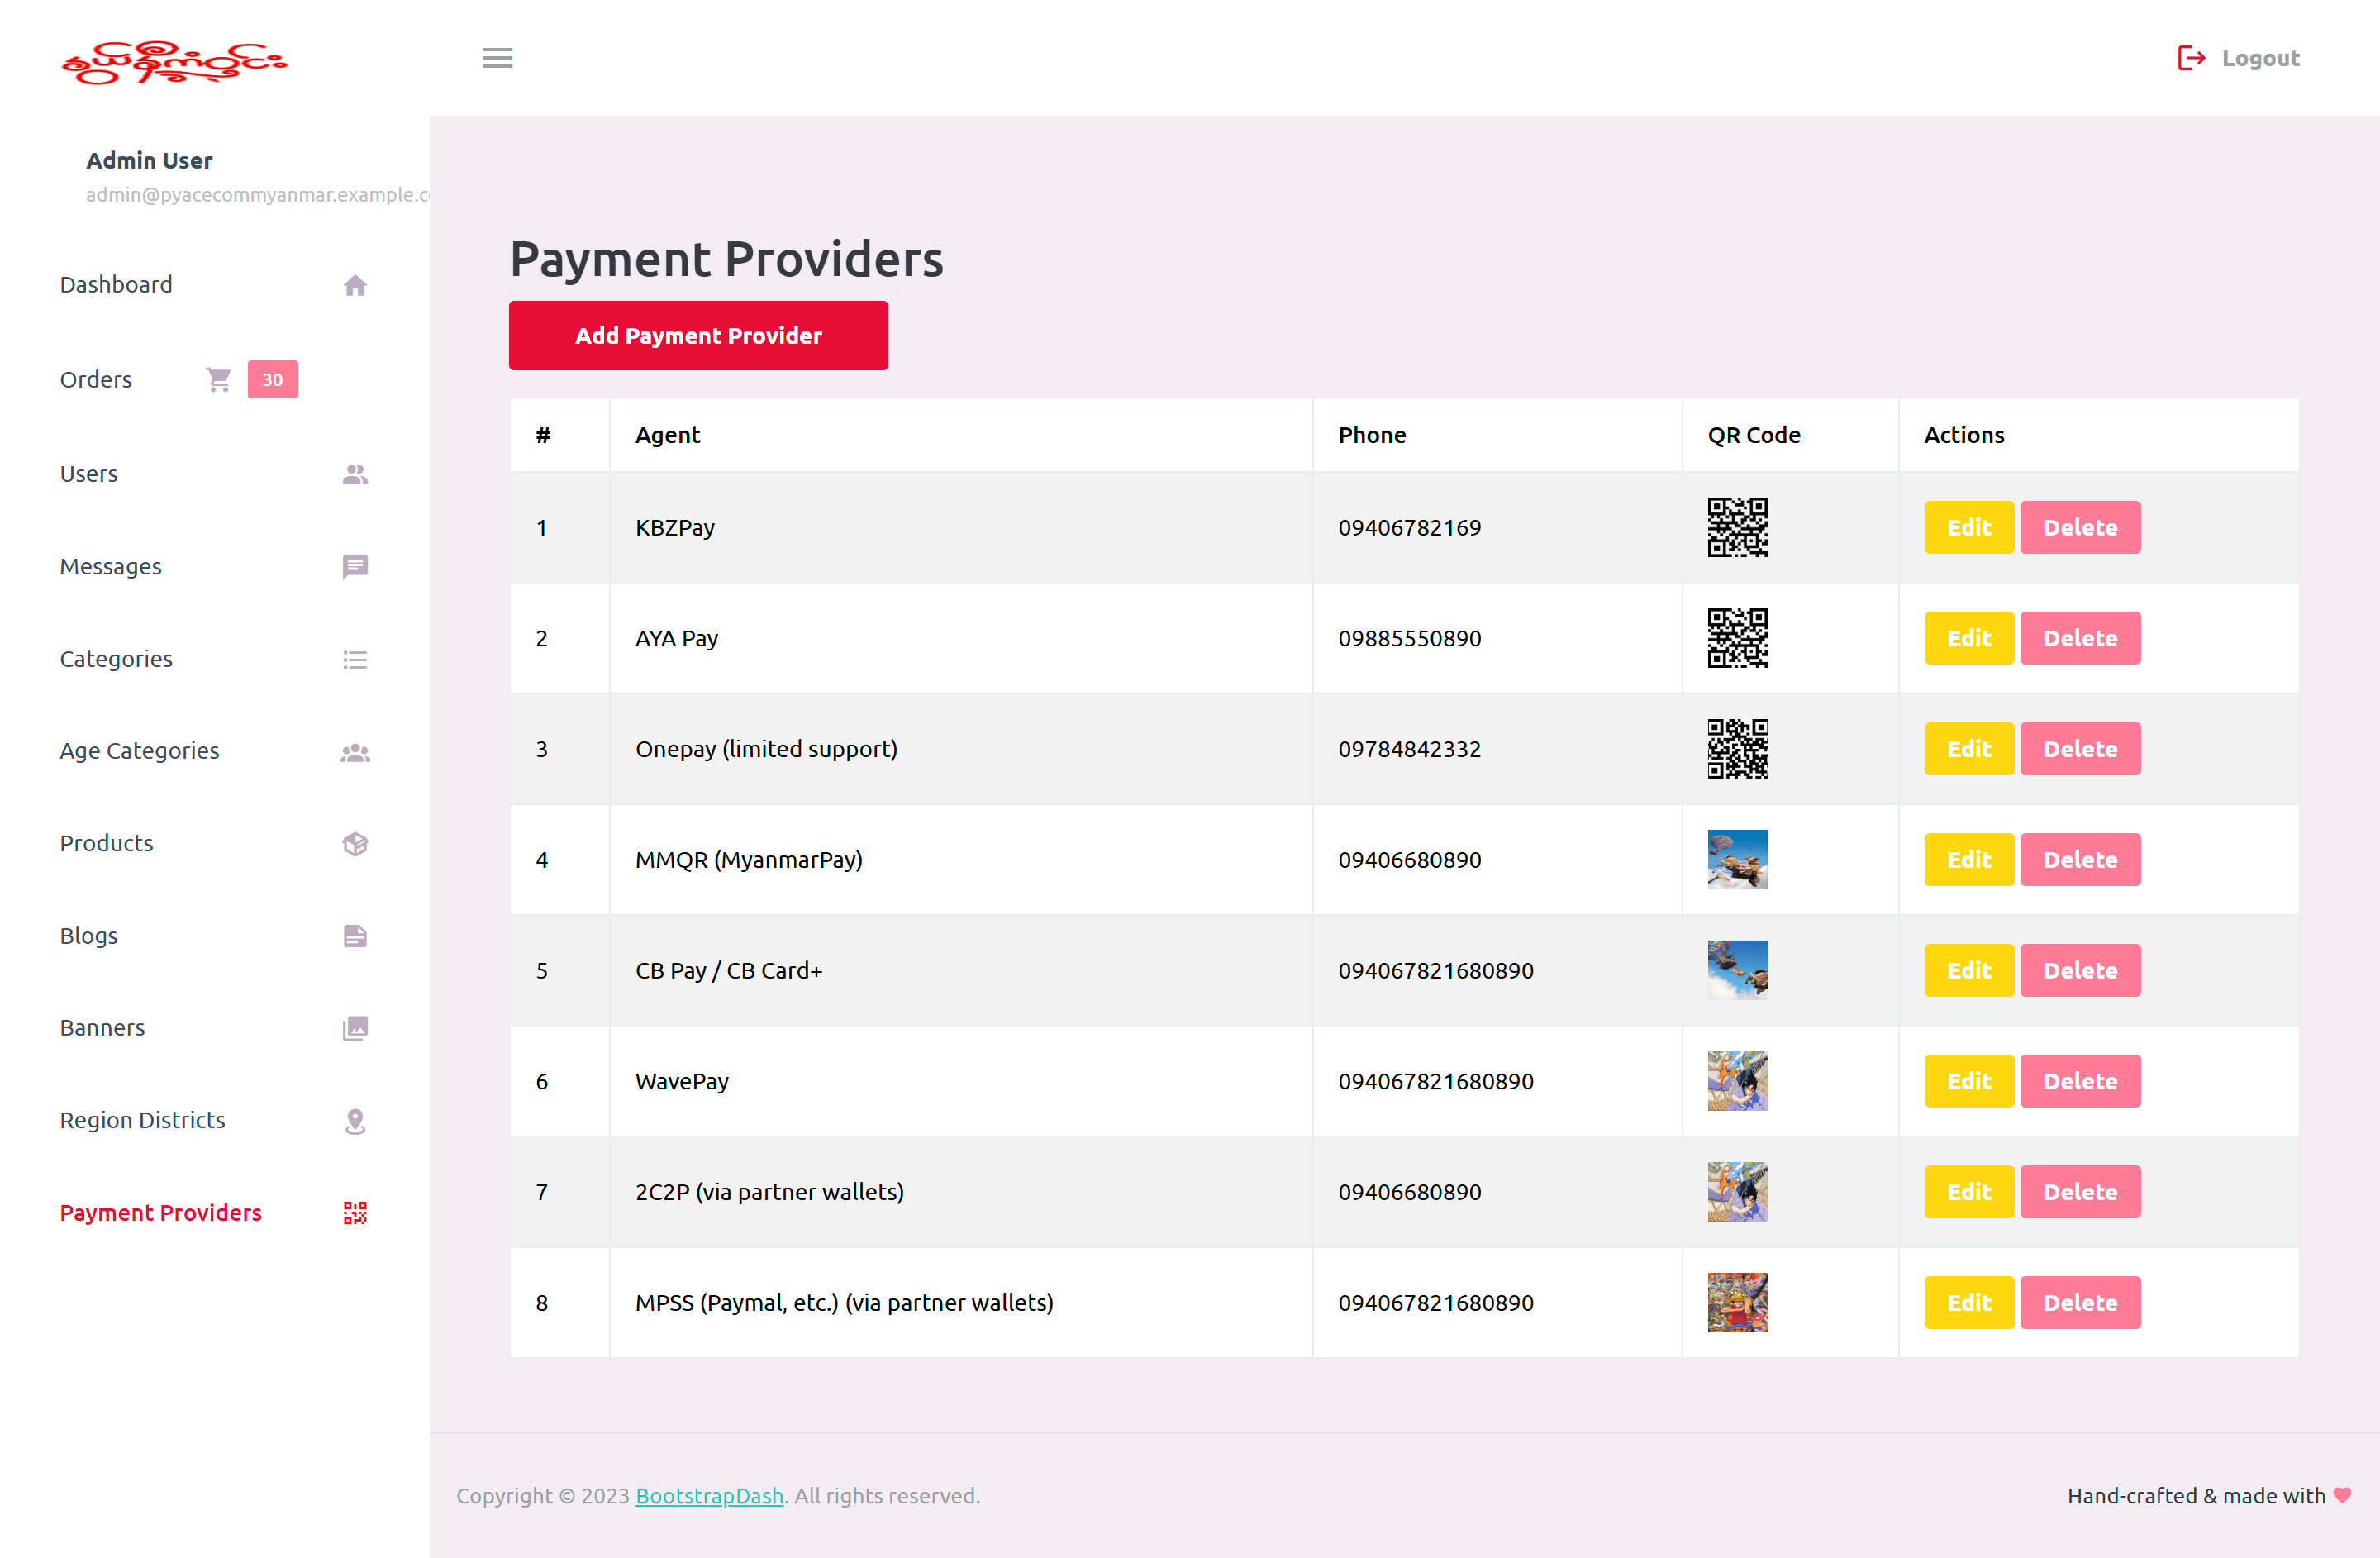 Logout
Admin User
admin@pyacecommyanmar.example.c
Dashboard
Orders 30
Users
Messages
Categories
Age Categories
Products
Blogs
Banners
Region Districts
Payment Providers
Payment Providers
Add Payment Provider
# Agent Phone QR Code Actions
1 KBZPay 09406782169 Edit Delete
2 AYA Pay 09885550890 Edit Delete
3 Onepay (limited support) 09784842332 Edit Delete
4 MMQR (MyanmarPay) 09406680890 Edit Delete
5 CB Pay / CB Card+ 094067821680890 Edit Delete
6 WavePay 094067821680890 Edit Delete
7 2C2P (via partner wallets) 09406680890 Edit Delete
8 MPSS (Paymal, etc.) (via partner wallets) 094067821680890 Edit Delete
Copyright © 2023 BootstrapDash. All rights reserved.
Hand-crafted & made with